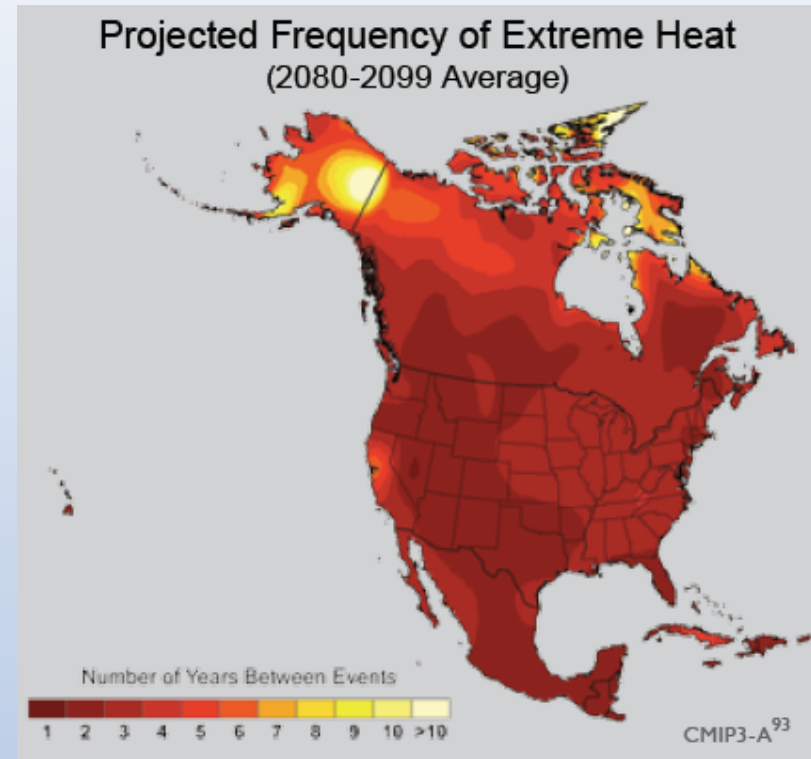 Projected Frequency of Extreme Heat
(2080-2099 Average)
Number of Years Between Events
1 2 3 4 5 6 7 8 9 10 >10
CMIP3-A93